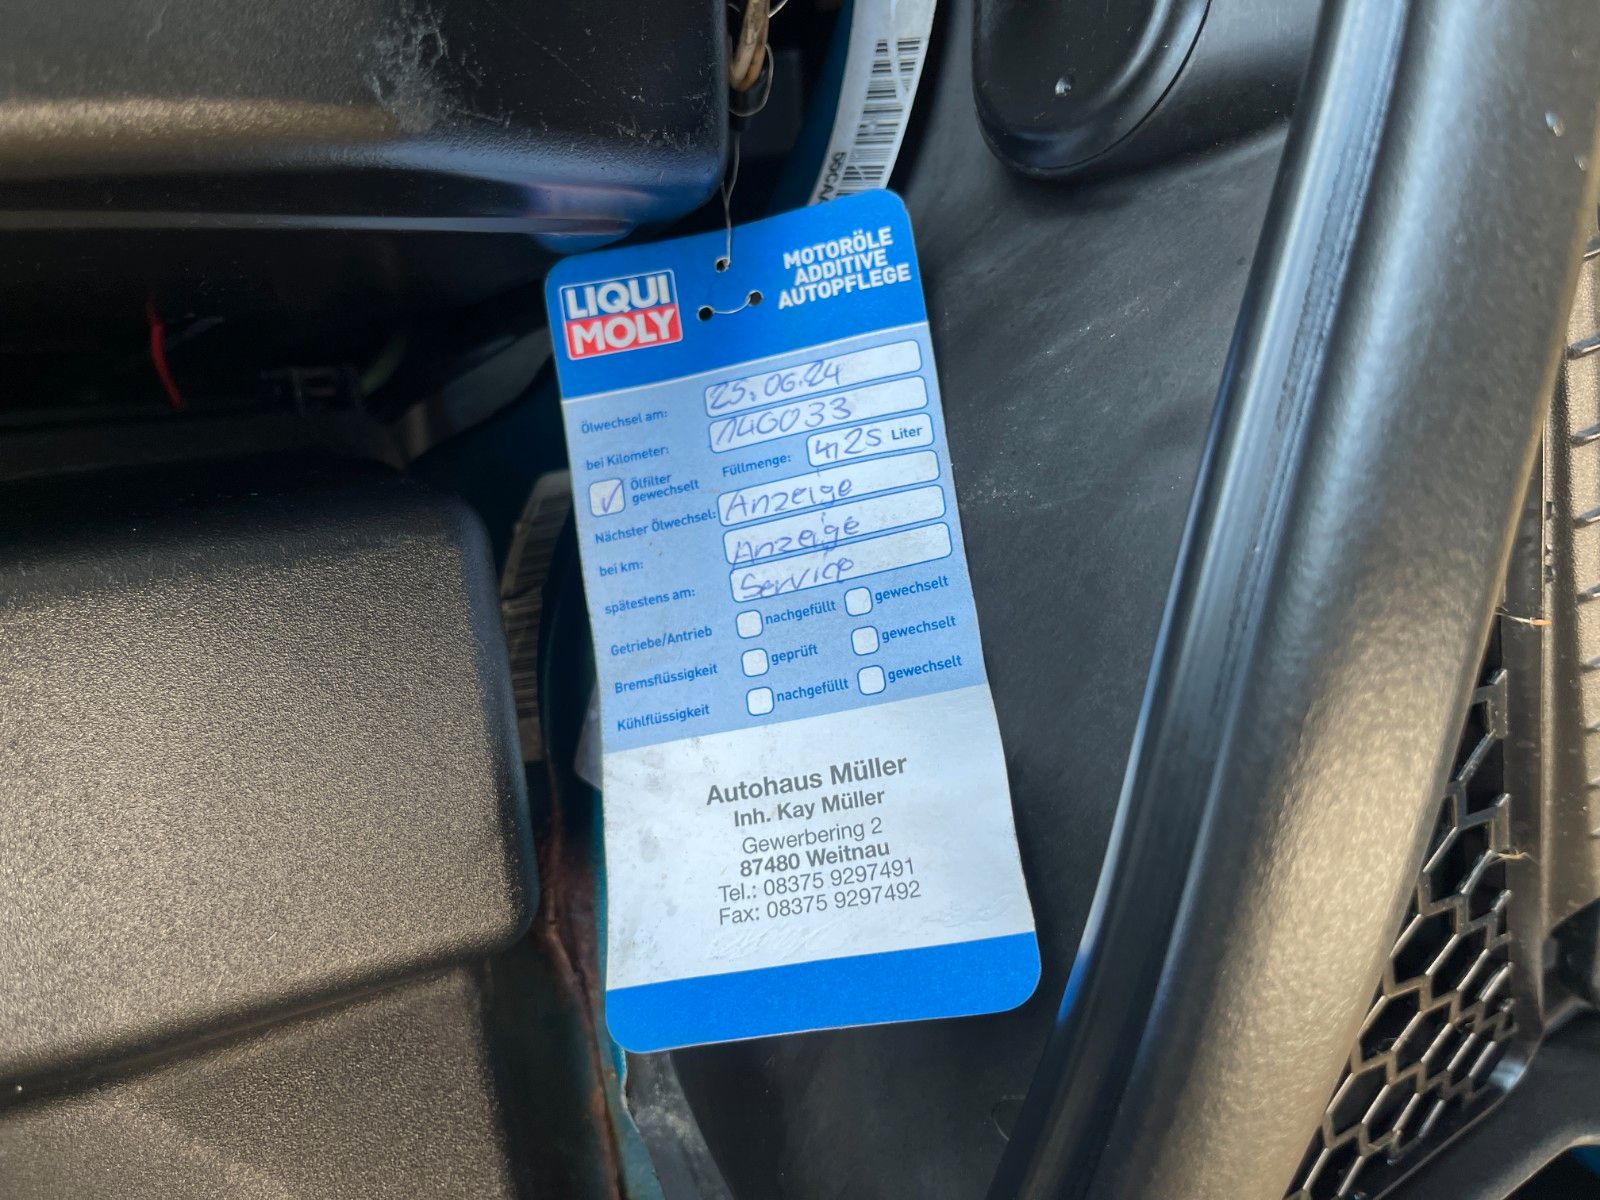 LIQUI
MOLY
MOTORÖLE
ADDITIVE
AUTOPFLEGE
Ölwechsel am: 25.06.24
bei Kilometer: 146033
Ölfilter
gewechselt
Füllmenge: 4,25 Liter
Nächster Ölwechsel: Anzeige
bei km: Anzeige
spätestens am: Service
Getriebe/Antrieb nachgefüllt gewechselt
Bremsflüssigkeit geprüft gewechselt
Kühlflüssigkeit nachgefüllt gewechselt
Autohaus Müller
Inh. Kay Müller
Gewerbering 2
87480 Weitnau
Tel.: 08375 9297491
Fax: 08375 9297492